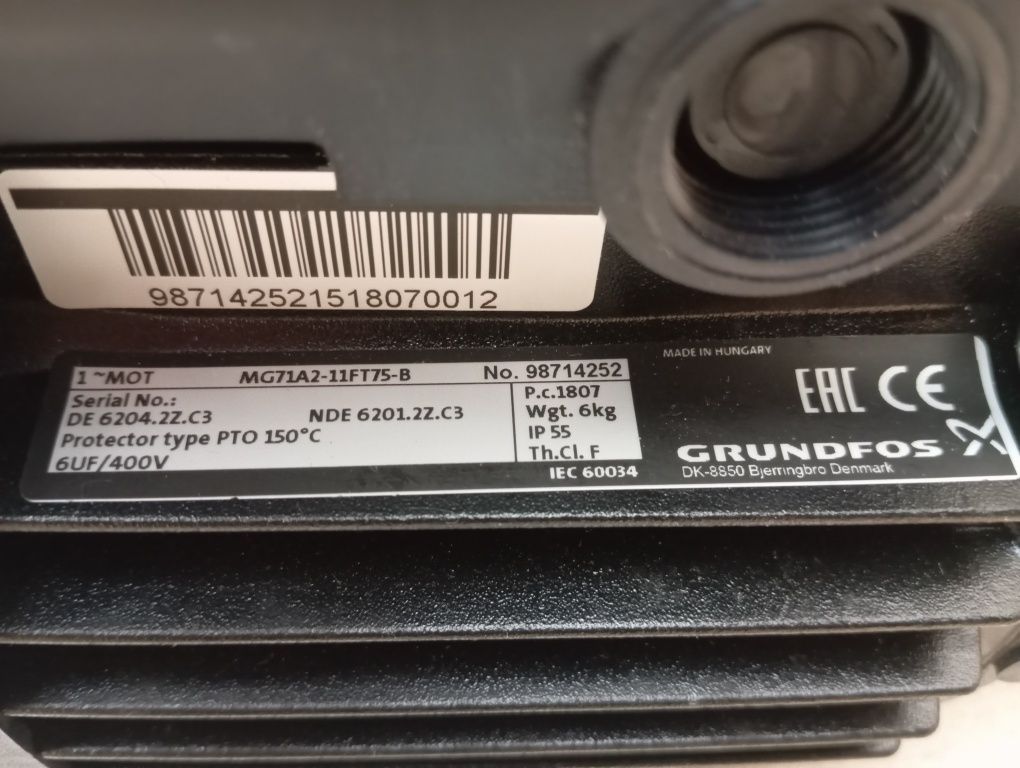 987142521518070012
MADE IN HUNGARY
1 ~MOT MG71A2-11FT75-B No. 98714252
Serial No.:
DE 6204.2Z.C3 NDE 6201.2Z.C3
Protector type PTO 150°C
6UF/400V
P.c.1807
Wgt. 6kg
IP 55
Th.Cl. F
IEC 60034
EAC CE
GRUNDFOS
DK-8850 Bjerringbro Denmark